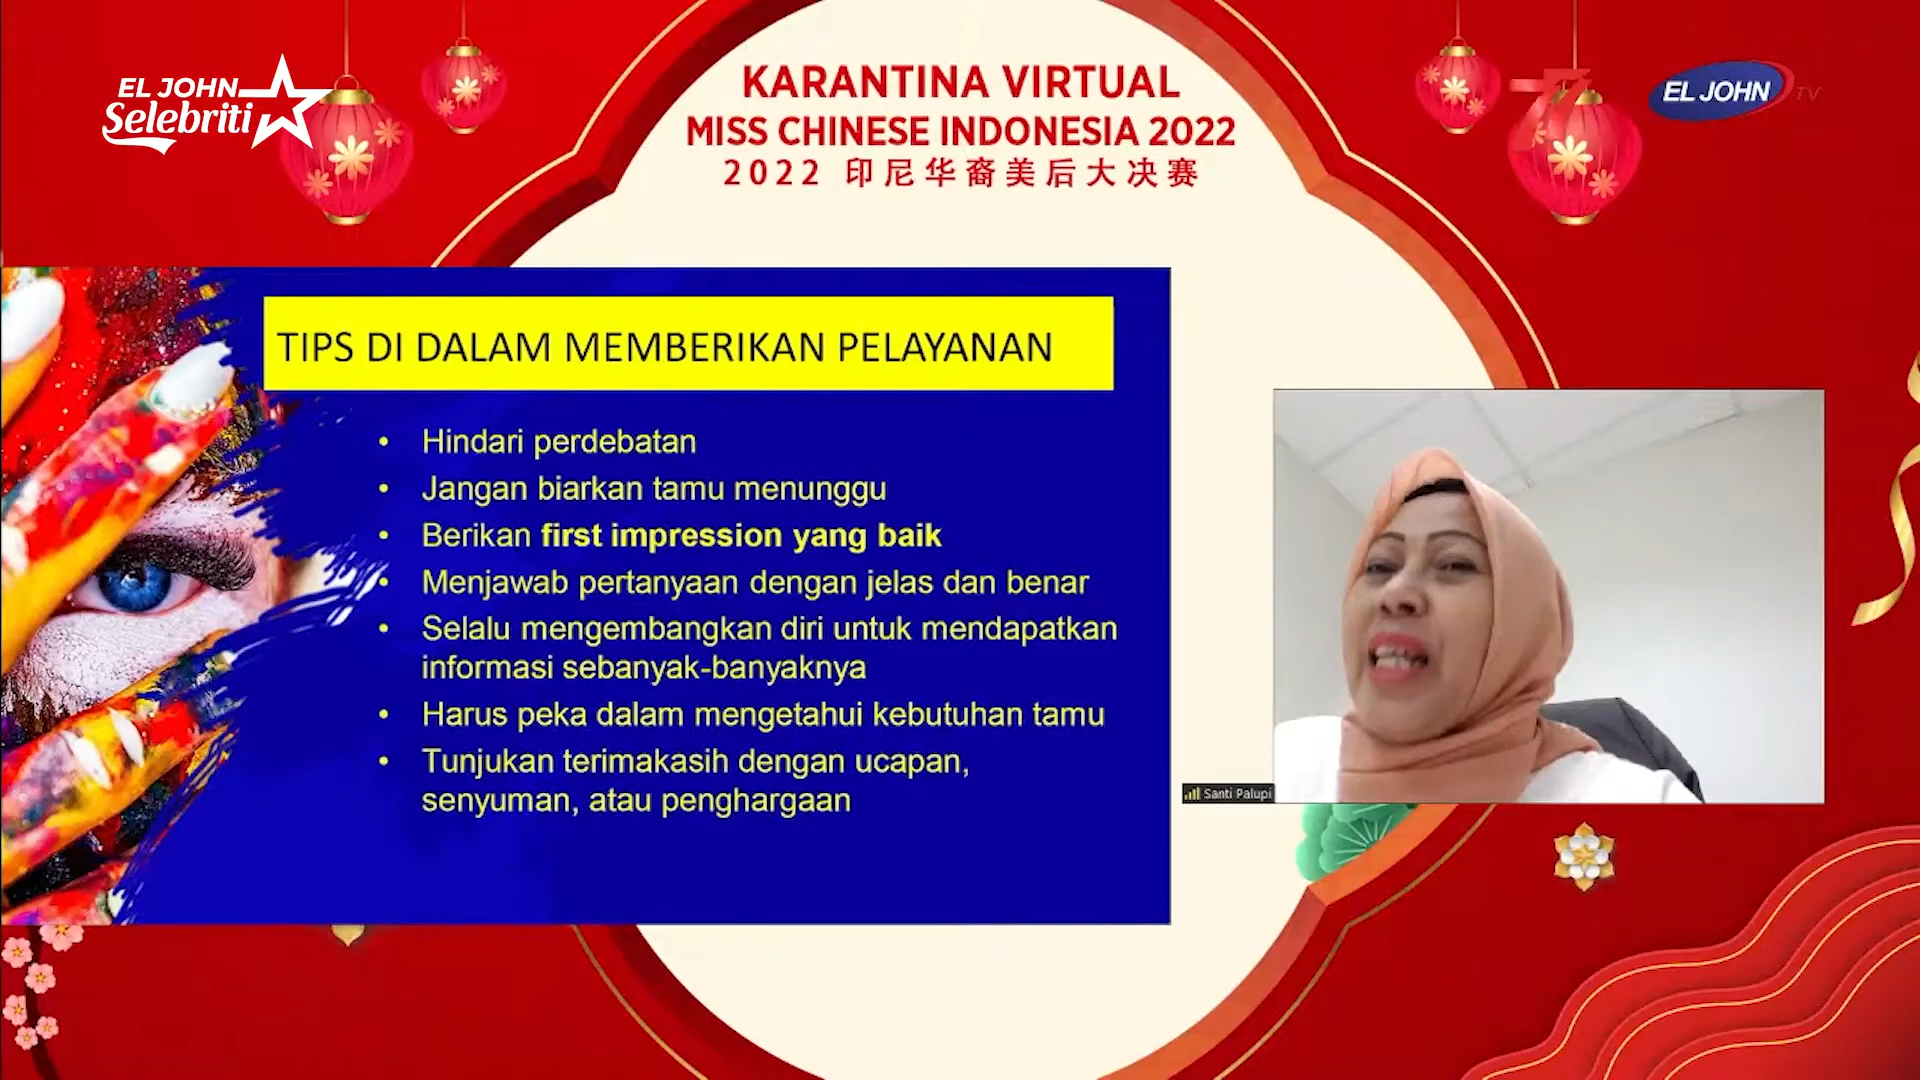 EL JOHN
Selebriti
KARANTINA VIRTUAL
MISS CHINESE INDONESIA 2022
2022 印尼华裔美后大决赛
EL JOHN TV
TIPS DI DALAM MEMBERIKAN PELAYANAN
• Hindari perdebatan
• Jangan biarkan tamu menunggu
• Berikan first impression yang baik
• Menjawab pertanyaan dengan jelas dan benar
• Selalu mengembangkan diri untuk mendapatkan
informasi sebanyak-banyaknya
• Harus peka dalam mengetahui kebutuhan tamu
• Tunjukan terimakasih dengan ucapan,
senyuman, atau penghargaan
Santi Palupi